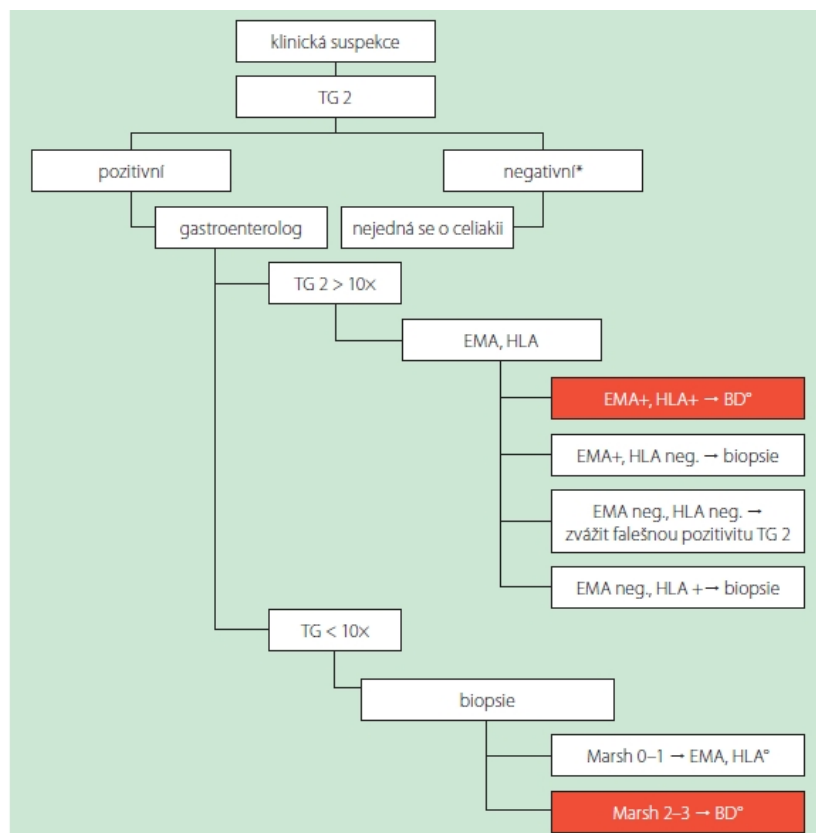 klinická suspekce
TG 2
pozitivní
negativní*
gastroenterolog
nejedná se o celiakii
TG 2 > 10×
EMA, HLA
EMA+, HLA+ → BD°
EMA+, HLA neg. → biopsie
EMA neg., HLA neg. →
zvážit falešnou pozitivitu TG 2
EMA neg., HLA + → biopsie
TG < 10×
biopsie
Marsh 0–1 → EMA, HLA°
Marsh 2–3 → BD°